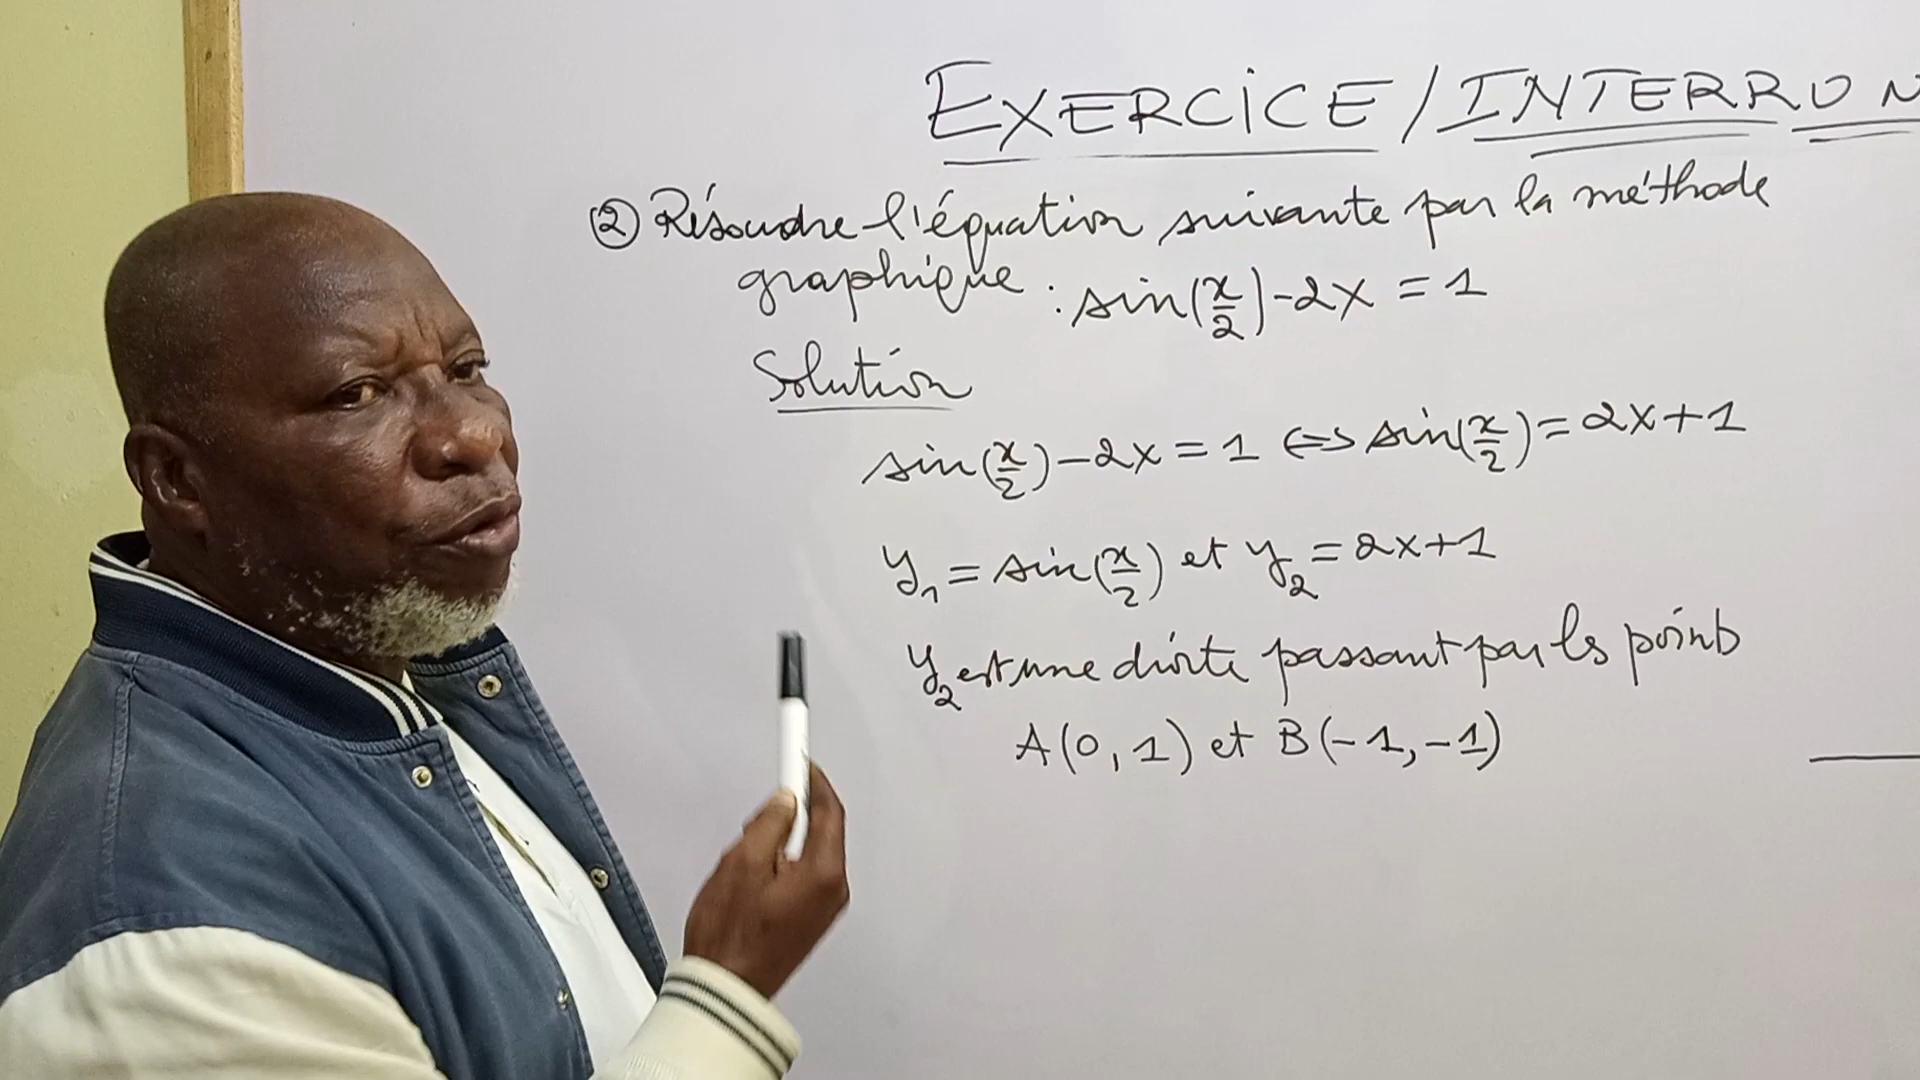 EXERCICE / INTERRO N
② Résoudre l'équation suivante par la méthode
graphique : sin(x/2) - 2x = 1
Solution
sin(x/2) - 2x = 1 ⇔ sin(x/2) = 2x + 1
y₁ = sin(x/2) et y₂ = 2x + 1
y₂ est une droite passant par les points
A(0, 1) et B(-1, -1)